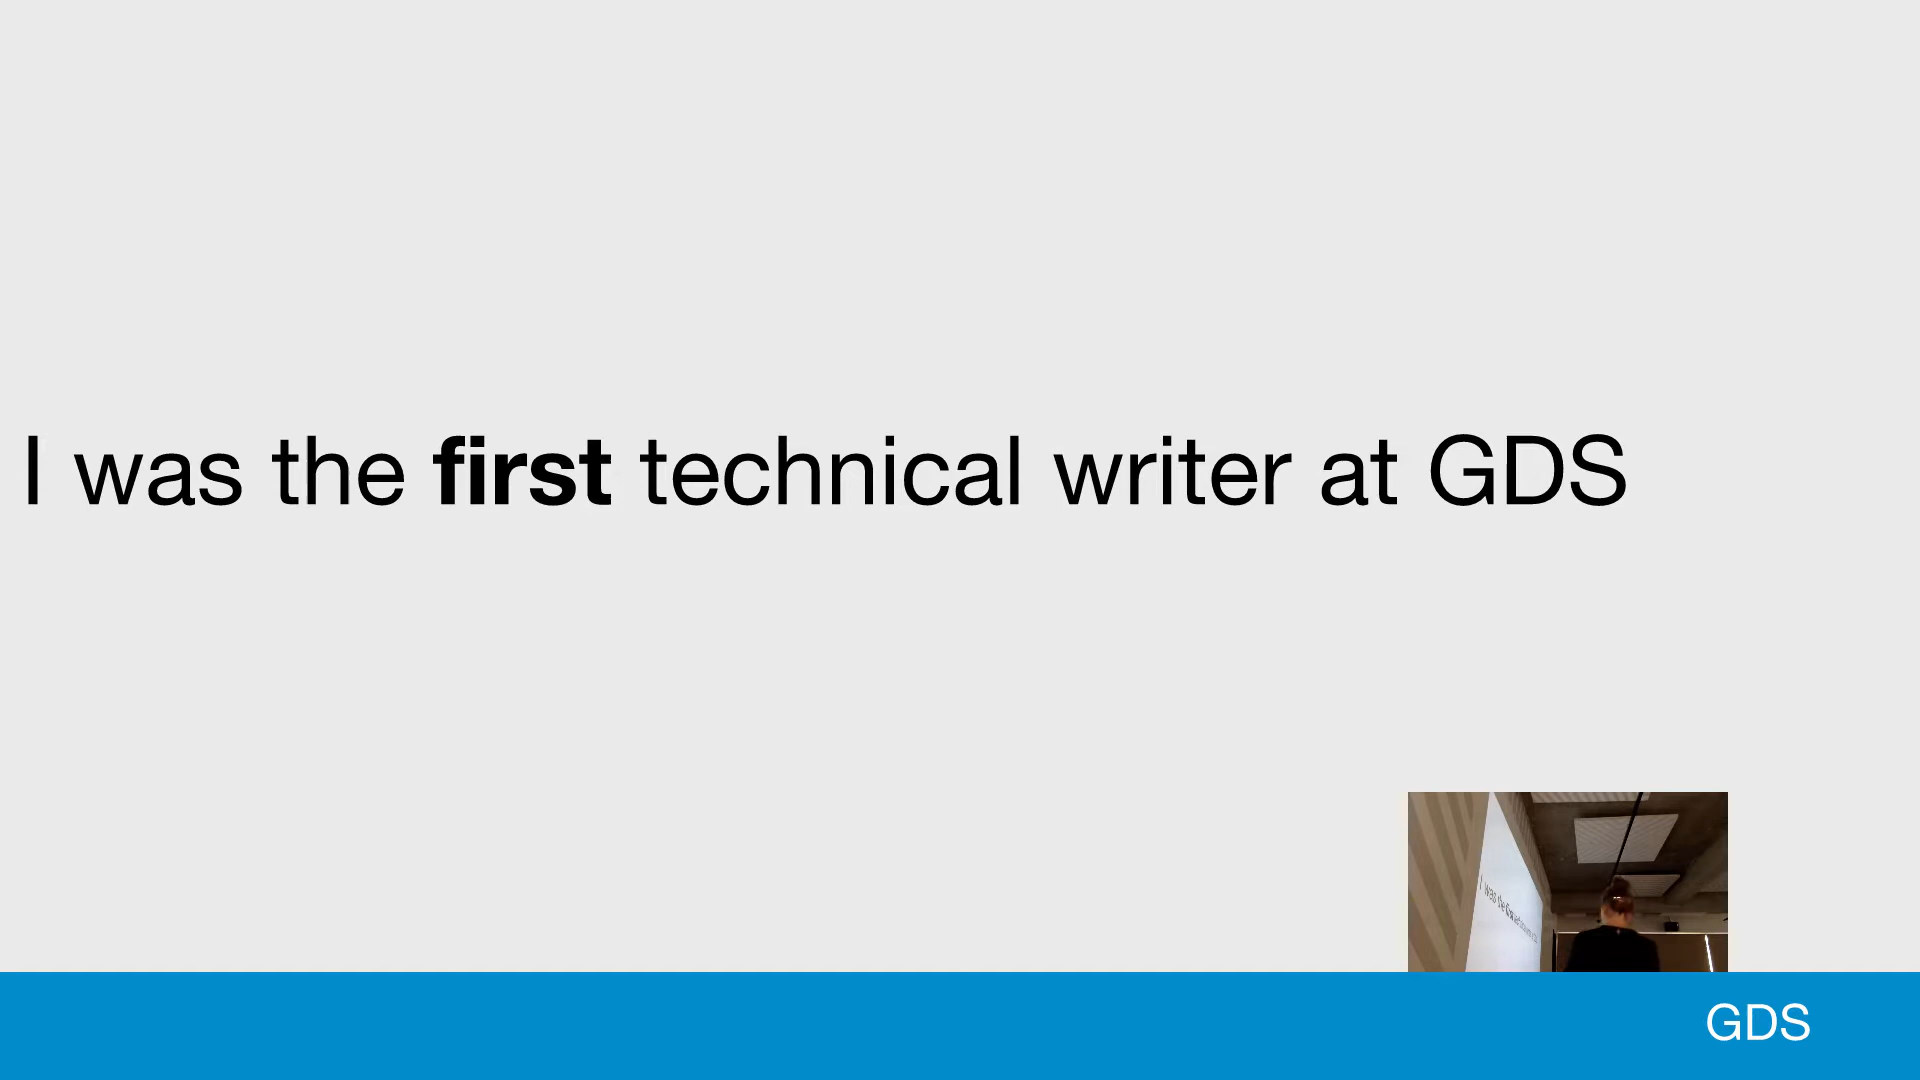 I was the first technical writer at GDS
GDS